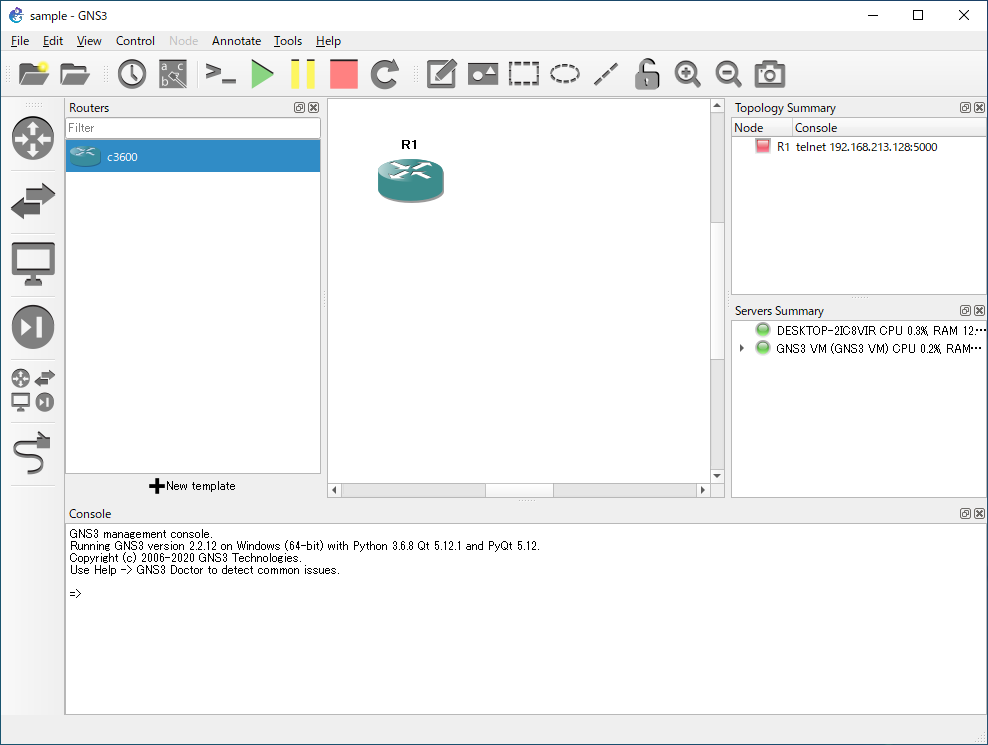 sample - GNS3
File Edit View Control Node Annotate Tools Help
a c
b
>_
Routers
Filter
c3600
New template
R1
Topology Summary
Node Console
R1 telnet 192.168.213.128:5000
Servers Summary
DESKTOP-2IC8VIR CPU 0.3%, RAM 12.…
GNS3 VM (GNS3 VM) CPU 0.2%, RAM…
Console
GNS3 management console.
Running GNS3 version 2.2.12 on Windows (64-bit) with Python 3.6.8 Qt 5.12.1 and PyQt 5.12.
Copyright (c) 2006-2020 GNS3 Technologies.
Use Help -> GNS3 Doctor to detect common issues.
=>